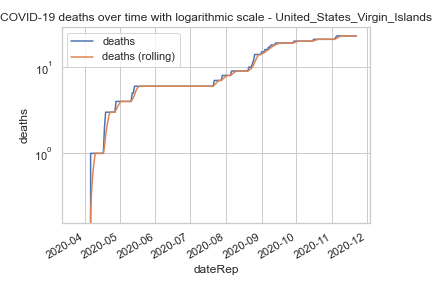 COVID-19 deaths over time with logarithmic scale - United_States_Virgin_Islands
deaths
deaths (rolling)
10¹
10⁰
deaths
2020-04
2020-05
2020-06
2020-07
2020-08
2020-09
2020-10
2020-11
2020-12
dateRep